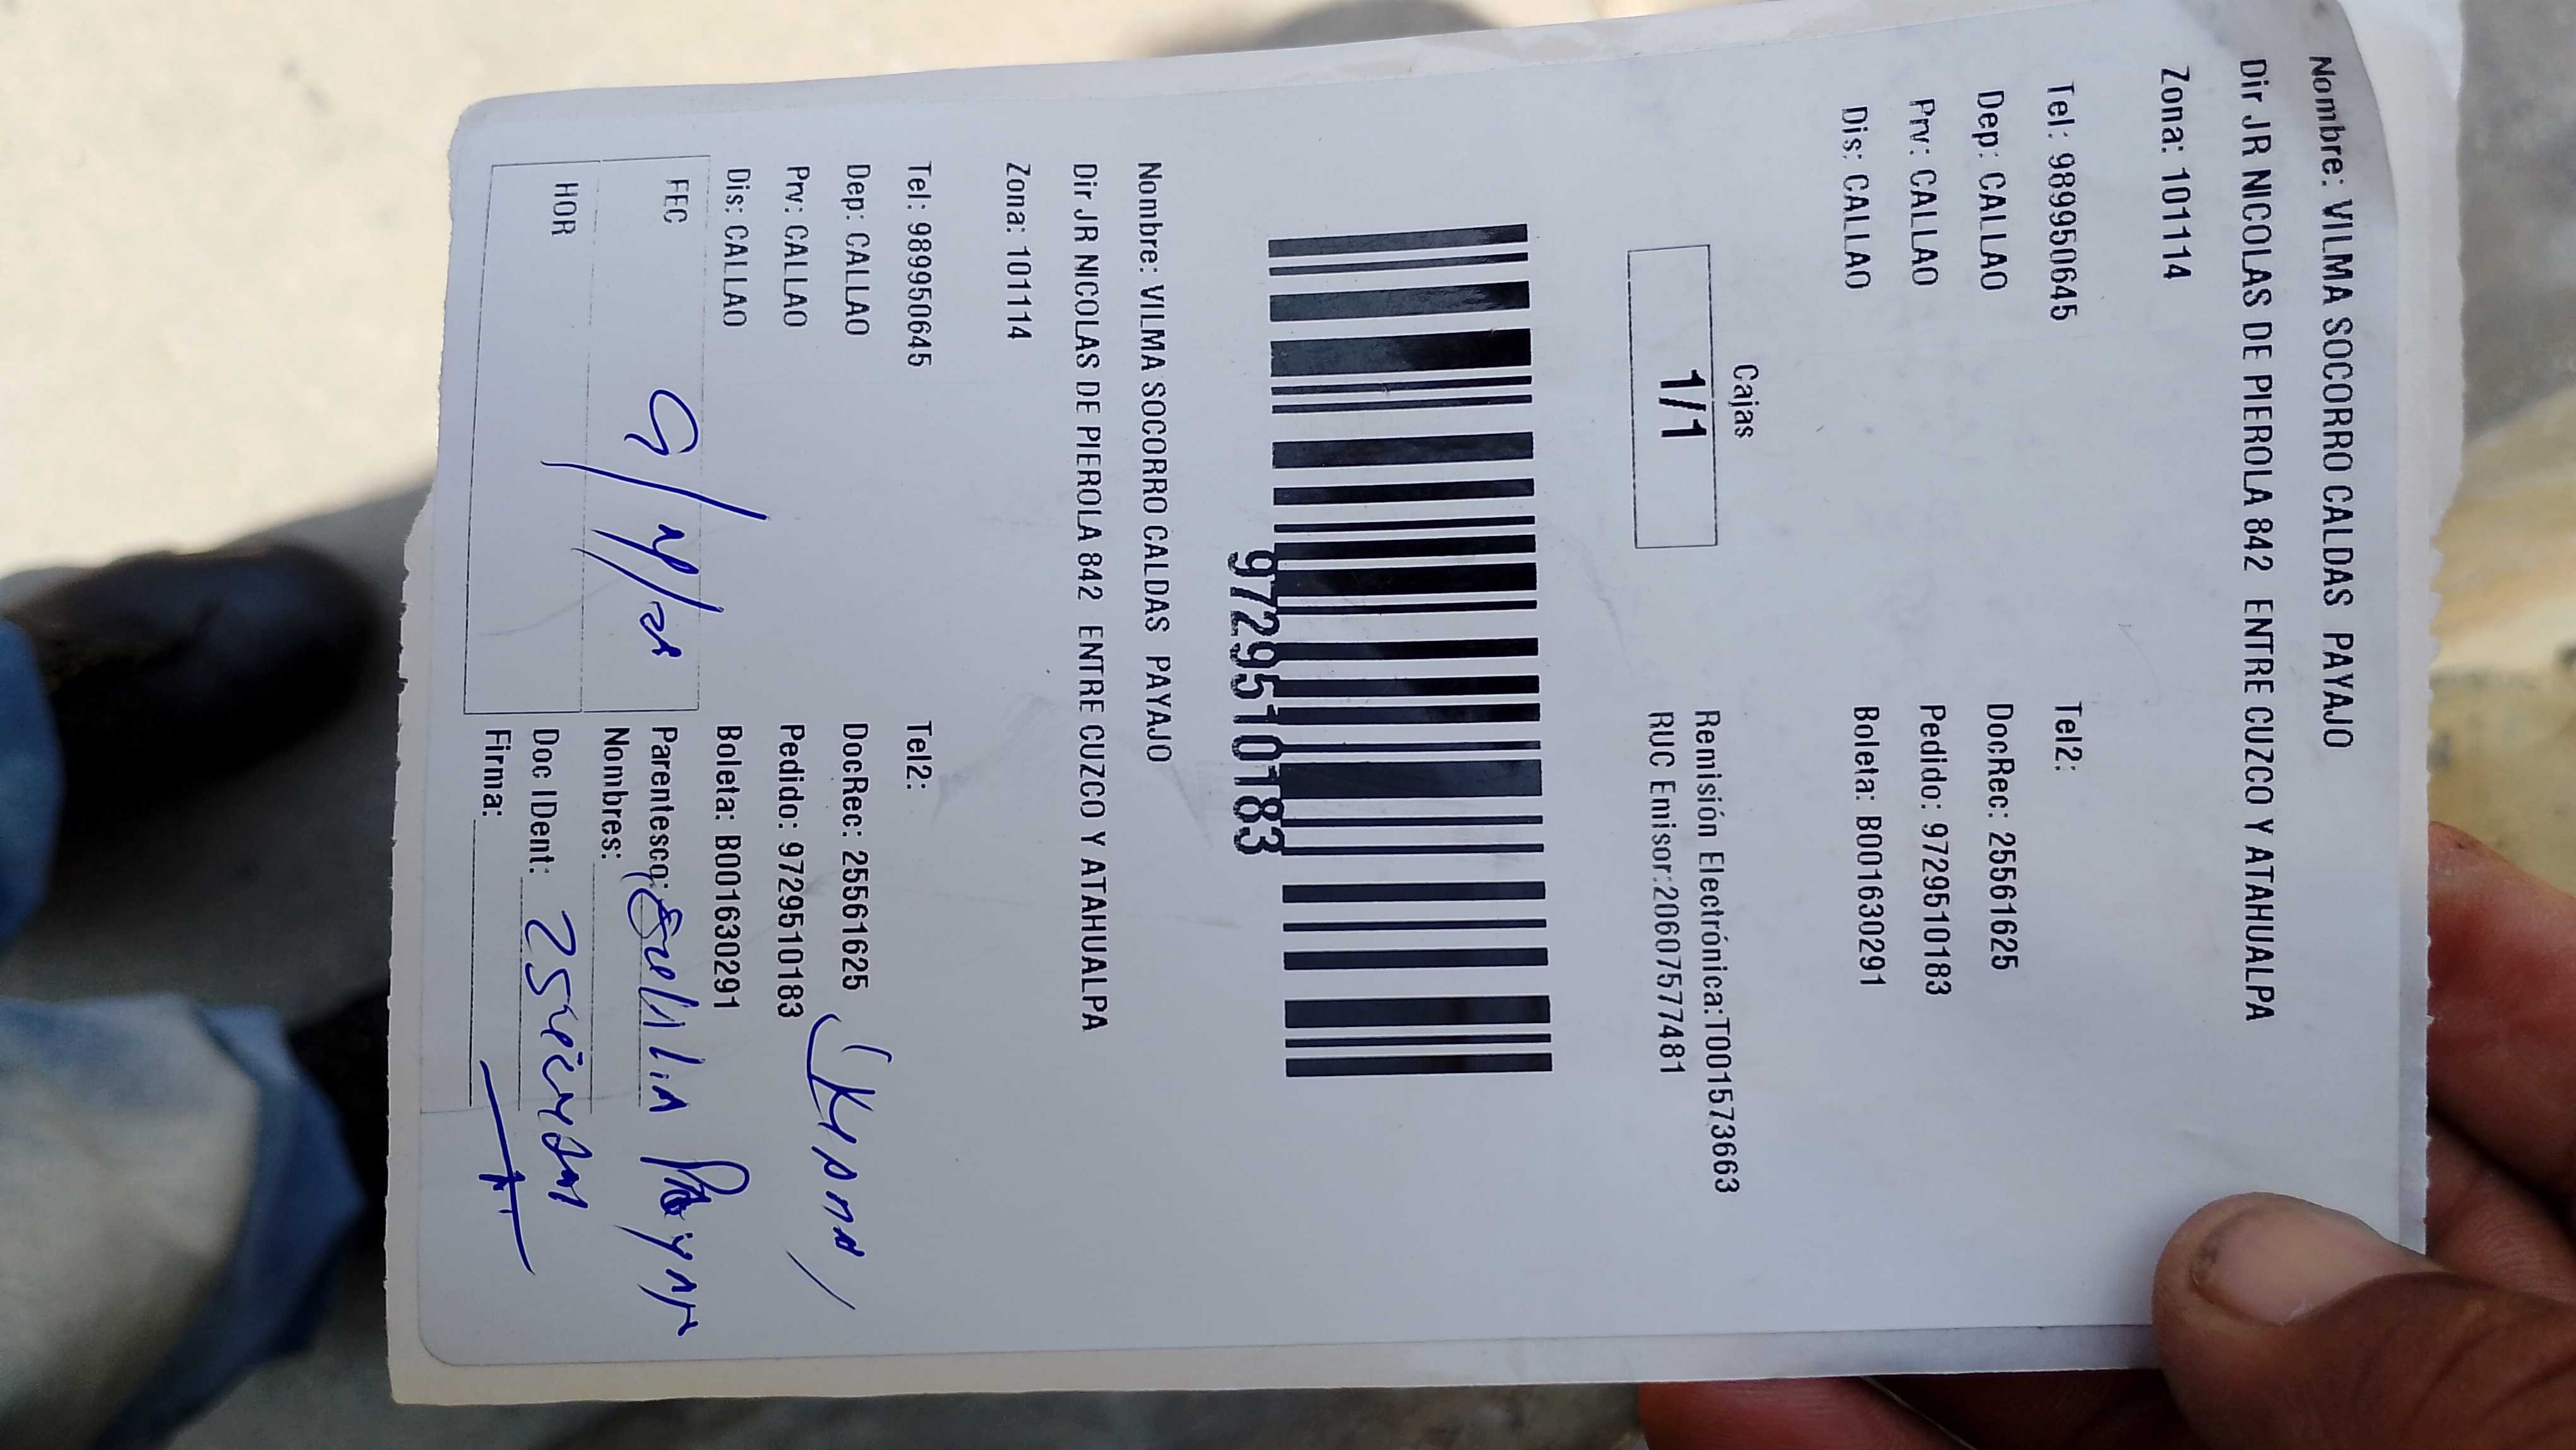 Nombre: VILMA SOCORRO CALDAS PAYAJO
Dir JR NICOLAS DE PIEROLA 842 ENTRE CUZCO Y ATAHUALPA
Zona: 101114
Tel: 989950645 Tel2:
Dep: CALLAO DocRec: 25561625
Prv: CALLAO Pedido: 9729510183
Dis: CALLAO Boleta: B001630291
Cajas
1/1
Remisión Electrónica:T001573663
RUC Emisor:20607577481
9729510183
Nombre: VILMA SOCORRO CALDAS PAYAJO
Dir JR NICOLAS DE PIEROLA 842 ENTRE CUZCO Y ATAHUALPA
Zona: 101114
Tel: 989950645 Tel2:
Dep: CALLAO DocRec: 25561625
Prv: CALLAO Pedido: 9729510183
Dis: CALLAO Boleta: B001630291
FEC Parentesco:
Nombres:
HOR Doc IDent:
Firma: